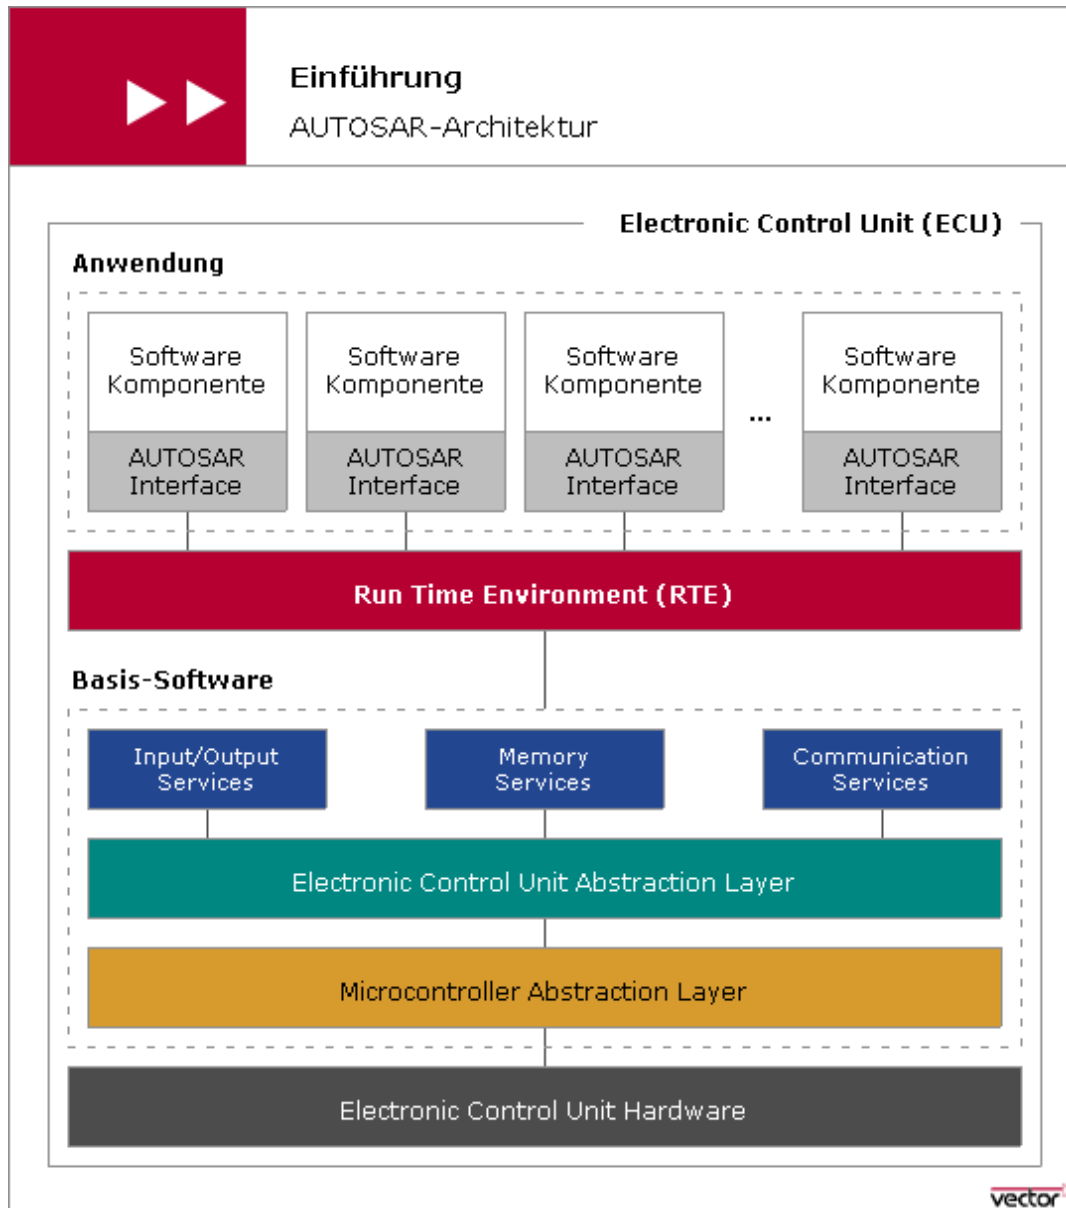 Einführung
AUTOSAR-Architektur
Electronic Control Unit (ECU)
Anwendung
Software
Komponente
AUTOSAR
Interface
Software
Komponente
AUTOSAR
Interface
Software
Komponente
AUTOSAR
Interface
...
Software
Komponente
AUTOSAR
Interface
Run Time Environment (RTE)
Basis-Software
Input/Output
Services
Memory
Services
Communication
Services
Electronic Control Unit Abstraction Layer
Microcontroller Abstraction Layer
Electronic Control Unit Hardware
vector